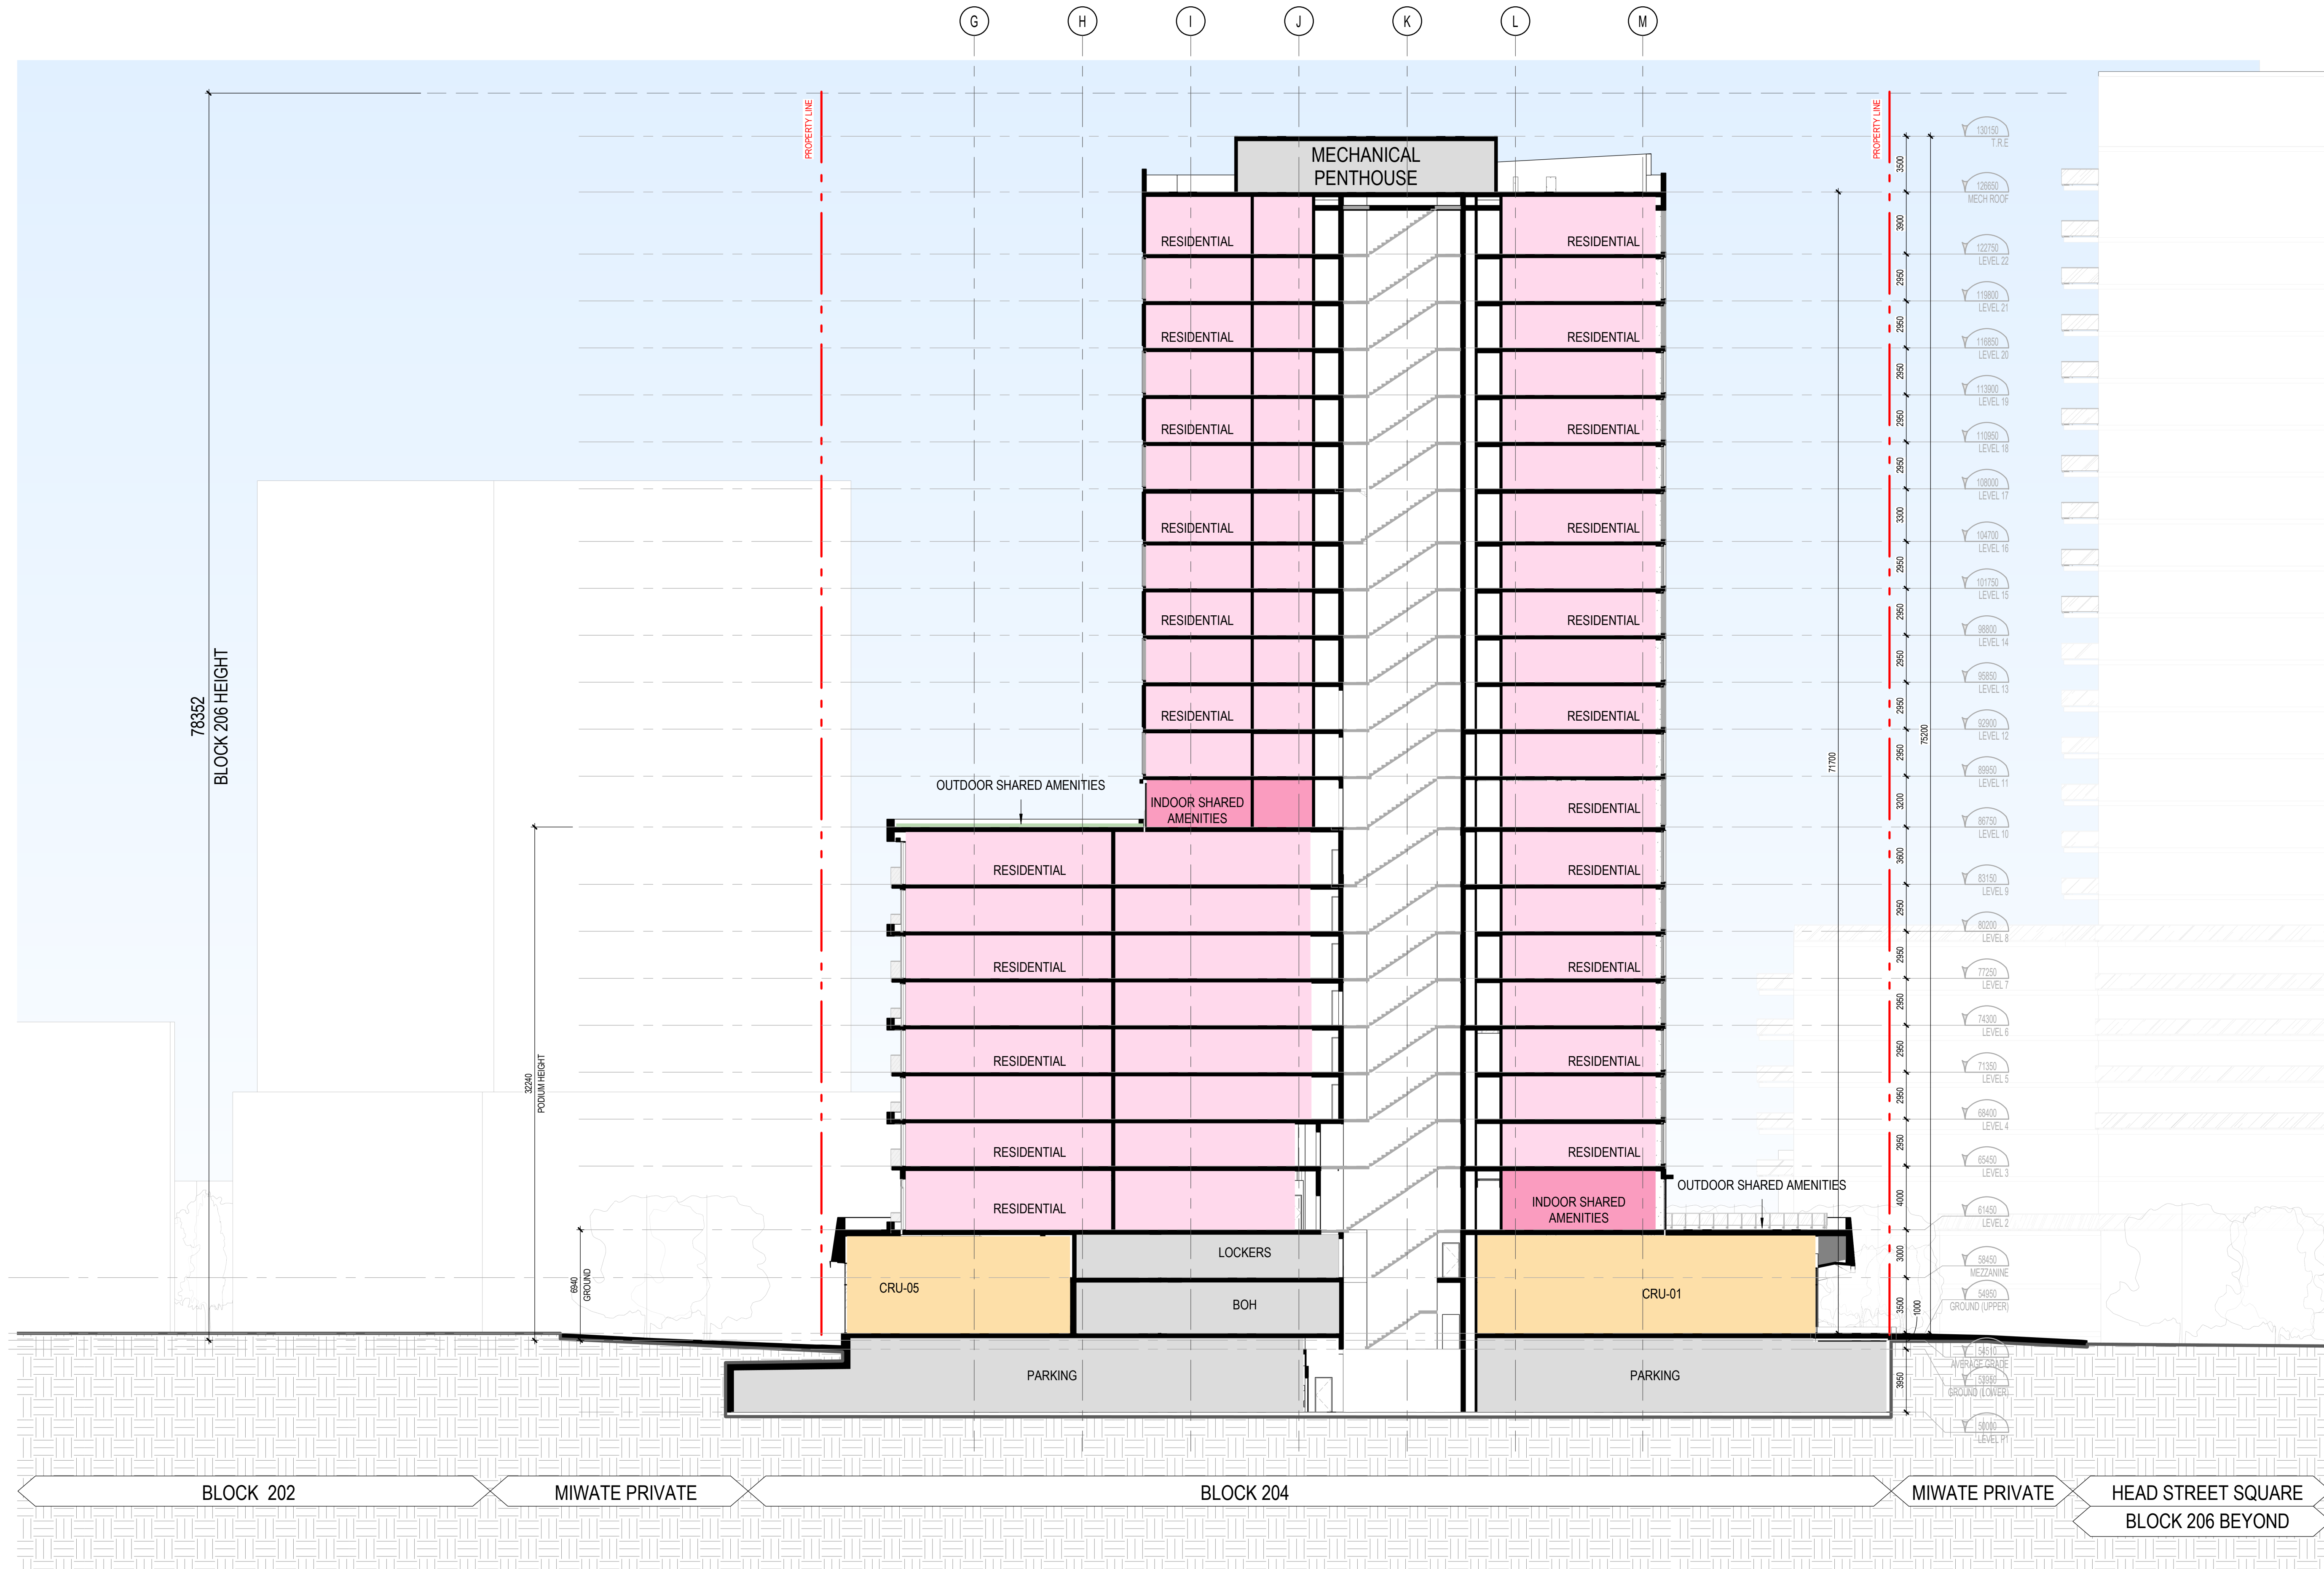 G
H
I
J
K
L
M
PROPERTY LINE
PROPERTY LINE
MECHANICAL
PENTHOUSE
130150
T.R.E
3500
126650
MECH ROOF
3900
RESIDENTIAL
RESIDENTIAL
122750
LEVEL 22
2950
119800
LEVEL 21
2950
RESIDENTIAL
RESIDENTIAL
116850
LEVEL 20
2950
113900
LEVEL 19
2950
RESIDENTIAL
RESIDENTIAL
110950
LEVEL 18
2950
108000
LEVEL 17
3300
RESIDENTIAL
RESIDENTIAL
104700
LEVEL 16
2950
101750
LEVEL 15
2950
RESIDENTIAL
RESIDENTIAL
98800
LEVEL 14
2950
95850
LEVEL 13
2950
RESIDENTIAL
RESIDENTIAL
92900
LEVEL 12
2950
78352
BLOCK 206 HEIGHT
71700
75200
89950
LEVEL 11
3200
OUTDOOR SHARED AMENITIES
INDOOR SHARED
AMENITIES
RESIDENTIAL
86750
LEVEL 10
3600
RESIDENTIAL
RESIDENTIAL
83150
LEVEL 9
2950
80200
LEVEL 8
2950
RESIDENTIAL
RESIDENTIAL
77250
LEVEL 7
2950
74300
LEVEL 6
2950
RESIDENTIAL
RESIDENTIAL
71350
LEVEL 5
2950
32240
PODIUM HEIGHT
68400
LEVEL 4
2950
RESIDENTIAL
RESIDENTIAL
65450
LEVEL 3
4000
OUTDOOR SHARED AMENITIES
RESIDENTIAL
INDOOR SHARED
AMENITIES
61450
LEVEL 2
3000
LOCKERS
58450
MEZZANINE
6940
GROUND
CRU-05
BOH
CRU-01
54950
GROUND (UPPER)
3500
1000
54510
AVERAGE GRADE
53950
GROUND (LOWER)
PARKING
PARKING
3950
50000
LEVEL P1
BLOCK 202
MIWATE PRIVATE
BLOCK 204
MIWATE PRIVATE
HEAD STREET SQUARE
BLOCK 206 BEYOND